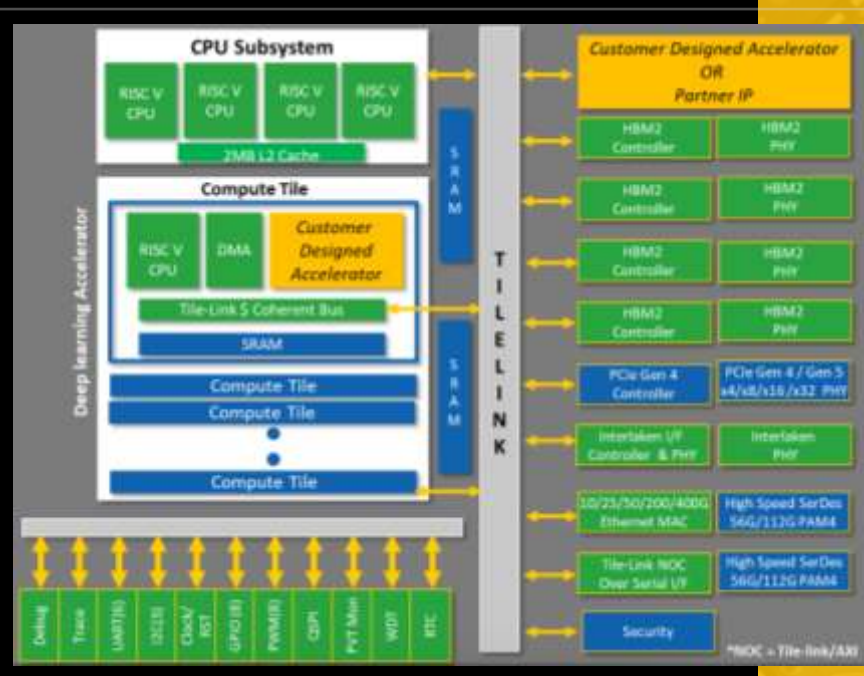 CPU Subsystem
RISC V
CPU
RISC V
CPU
RISC V
CPU
RISC V
CPU
2MB L2 Cache
Deep learning Accelerator
Compute Tile
RISC V
CPU
DMA
Customer
Designed
Accelerator
Tile-Link $ Coherent Bus
SRAM
Compute Tile
Compute Tile
Compute Tile
SRAM
SRAM
TILELINK
Customer Designed Accelerator
OR
Partner IP
HBM2
Controller
HBM2
PHY
HBM2
Controller
HBM2
PHY
HBM2
Controller
HBM2
PHY
HBM2
Controller
HBM2
PHY
PCIe Gen 4
Controller
PCIe Gen 4 / Gen 5
x4/x8/x16/x32 PHY
Interlaken I/F
Controller & PHY
Interlaken
PHY
10/25/50/200/400G
Ethernet MAC
High Speed SerDes
56G/112G PAM4
Tile-Link NOC
Over Serial I/F
High Speed SerDes
56G/112G PAM4
Security
*NOC = Tile-link/AXI
Debug
Trace
UART(6)
I2C(5)
Clock/
RST
GPIO (8)
PWM(8)
QSPI
PVT Mon
WDT
RTC